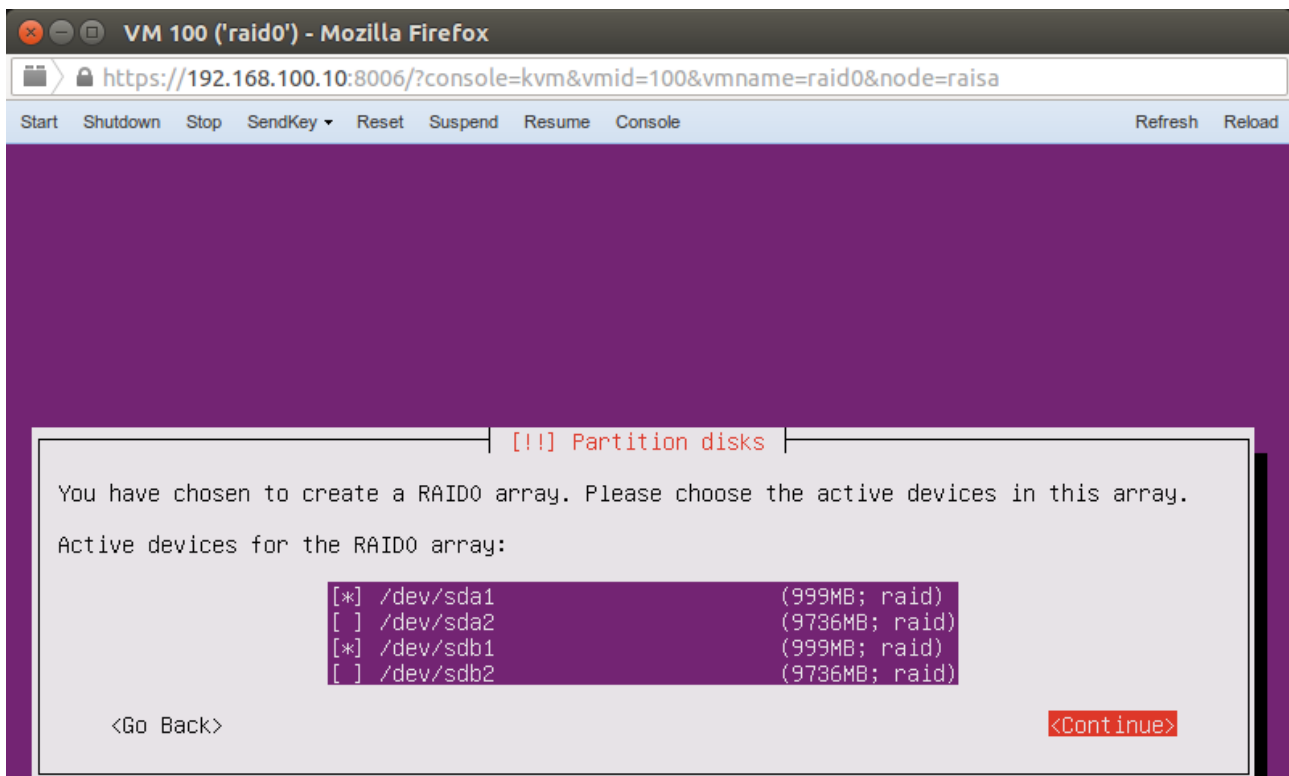 VM 100 ('raid0') - Mozilla Firefox
https://192.168.100.10:8006/?console=kvm&vmid=100&vmname=raid0&node=raisa
Start Shutdown Stop SendKey Reset Suspend Resume Console Refresh Reload
[!!] Partition disks
You have chosen to create a RAID0 array. Please choose the active devices in this array.
Active devices for the RAID0 array:
[*] /dev/sda1 (999MB; raid)
[ ] /dev/sda2 (9736MB; raid)
[*] /dev/sdb1 (999MB; raid)
[ ] /dev/sdb2 (9736MB; raid)
<Go Back> <Continue>